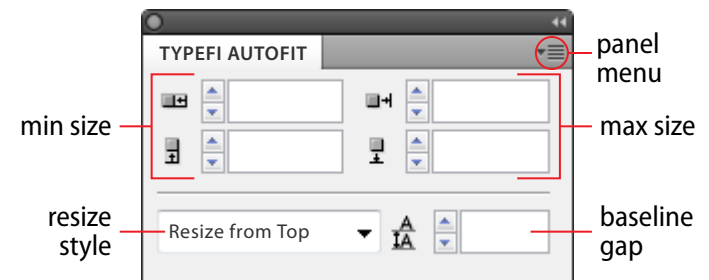 TYPEFI AUTOFIT
panel
menu
min size
max size
resize
style
Resize from Top
A
A
baseline
gap